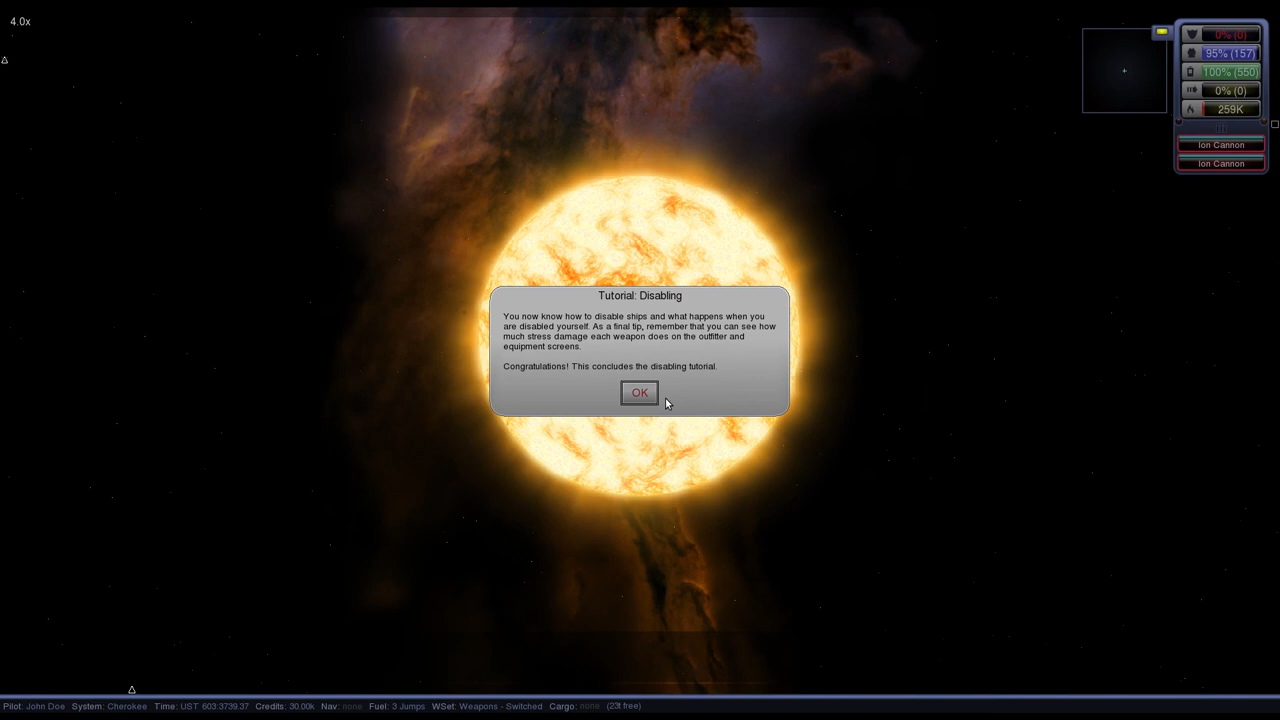 4.0x
0% (0)
95% (157)
100% (550)
0% (0)
259K
Ion Cannon
Ion Cannon
Tutorial: Disabling
You now know how to disable ships and what happens when you
are disabled yourself. As a final tip, remember that you can see how
much stress damage each weapon does on the outfitter and
equipment screens.
Congratulations! This concludes the disabling tutorial.
OK
Pilot: John Doe System: Cherokee Time: UST 603:3739.37 Credits: 30.00k Nav: none Fuel: 3 Jumps WSet: Weapons - Switched Cargo: none (23t free)